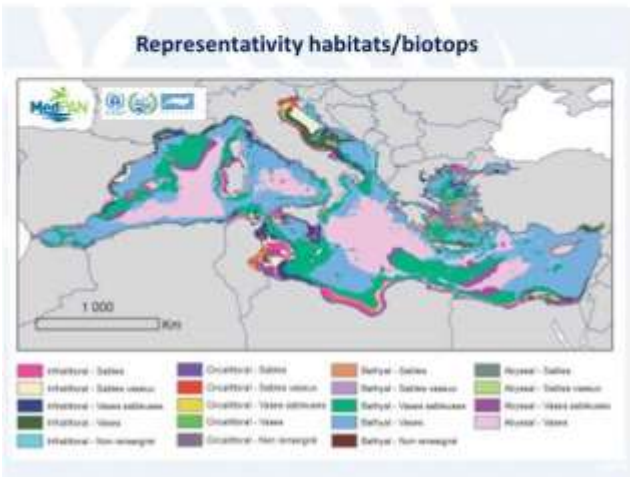 Representativity habitats/biotops
MedPAN
1 000
Km
Infralittoral - Sables
Infralittoral - Sables vaseux
Infralittoral - Vases sableuses
Infralittoral - Vases
Infralittoral - Non renseigné
Circalittoral - Sables
Circalittoral - Sables vaseux
Circalittoral - Vases sableuses
Circalittoral - Vases
Circalittoral - Non renseigné
Bathyal - Sables
Bathyal - Sables vaseux
Bathyal - Vases sableuses
Bathyal - Vases
Bathyal - Non renseigné
Abyssal - Sables
Abyssal - Sables vaseux
Abyssal - Vases sableuses
Abyssal - Vases